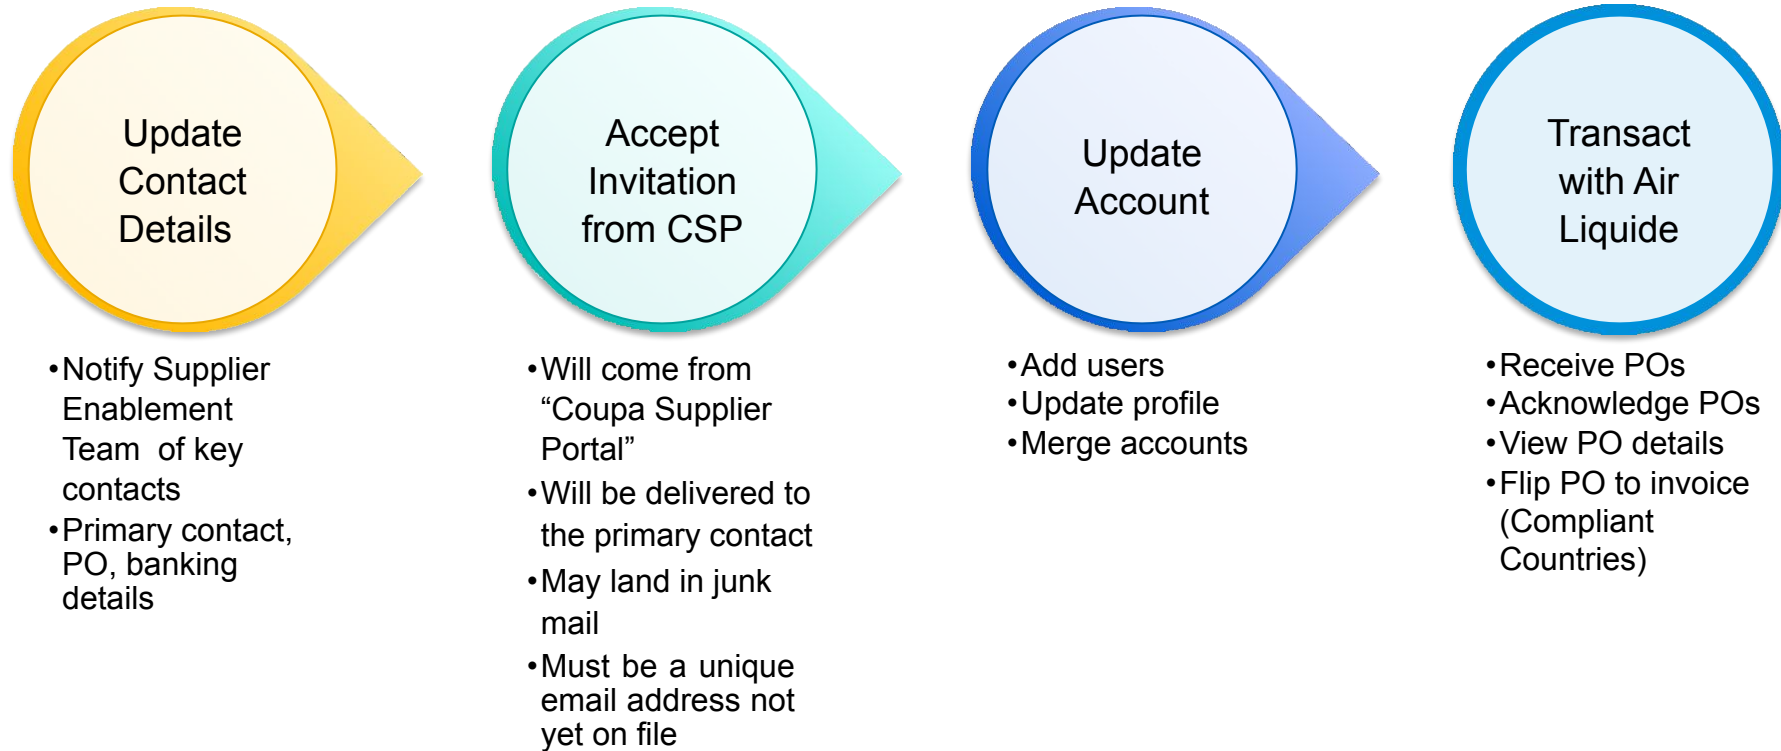 Update
Contact
Details
•Notify Supplier
Enablement
Team of key
contacts
•Primary contact,
PO, banking
details
Accept
Invitation
from CSP
•Will come from
“Coupa Supplier
Portal”
•Will be delivered to
the primary contact
•May land in junk
mail
•Must be a unique
email address not
yet on file
Update
Account
•Add users
•Update profile
•Merge accounts
Transact
with Air
Liquide
•Receive POs
•Acknowledge POs
•View PO details
•Flip PO to invoice
(Compliant
Countries)